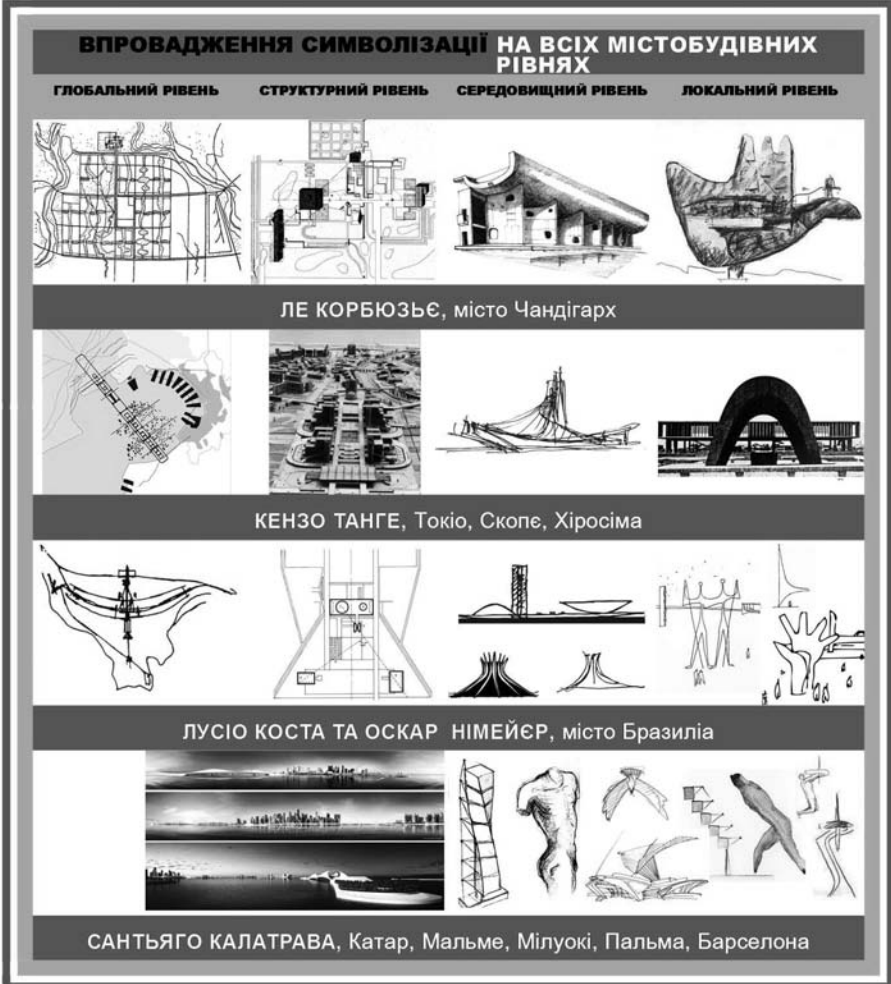 ВПРОВАДЖЕННЯ СИМВОЛІЗАЦІЇ НА ВСІХ МІСТОБУДІВНИХ
РІВНЯХ
ГЛОБАЛЬНИЙ РІВЕНЬ СТРУКТУРНИЙ РІВЕНЬ СЕРЕДОВИЩНИЙ РІВЕНЬ ЛОКАЛЬНИЙ РІВЕНЬ
ЛЕ КОРБЮЗЬЄ, місто Чандігарх
КЕНЗО ТАНГЕ, Токіо, Скопє, Хіросіма
ЛУСІО КОСТА ТА ОСКАР НІМЕЙЄР, місто Бразиліа
САНТЬЯГО КАЛАТРАВА, Катар, Мальме, Мілуокі, Пальма, Барселона